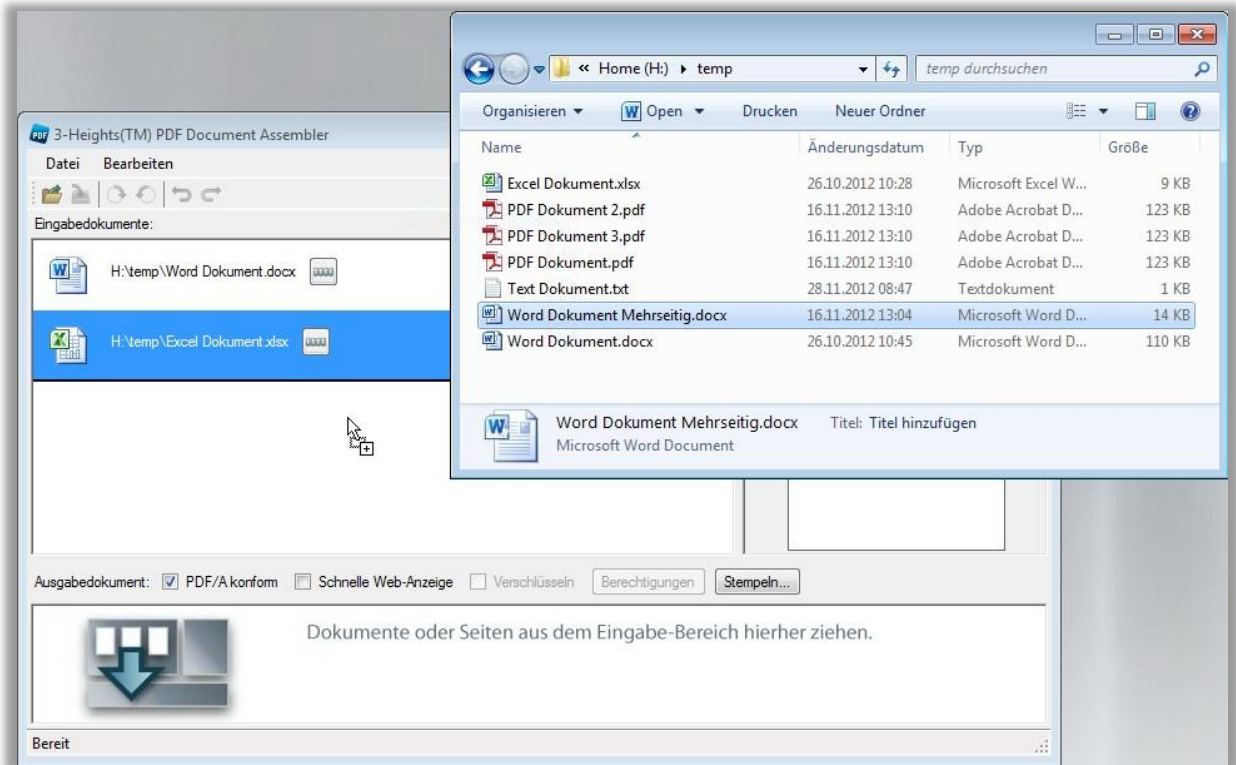 Home (H:) temp
temp durchsuchen
Organisieren Open Drucken Neuer Ordner
Name Änderungsdatum Typ Größe
Excel Dokument.xlsx 26.10.2012 10:28 Microsoft Excel W... 9 KB
PDF Dokument 2.pdf 16.11.2012 13:10 Adobe Acrobat D... 123 KB
PDF Dokument 3.pdf 16.11.2012 13:10 Adobe Acrobat D... 123 KB
PDF Dokument.pdf 16.11.2012 13:10 Adobe Acrobat D... 123 KB
Text Dokument.txt 28.11.2012 08:47 Textdokument 1 KB
Word Dokument Mehrseitig.docx 16.11.2012 13:04 Microsoft Word D... 14 KB
Word Dokument.docx 26.10.2012 10:45 Microsoft Word D... 110 KB
Word Dokument Mehrseitig.docx Titel: Titel hinzufügen
Microsoft Word Document
PDF 3-Heights(TM) PDF Document Assembler
Datei Bearbeiten
Eingabedokumente:
H:\temp\Word Dokument.docx
H:\temp\Excel Dokument.xlsx
Ausgabedokument: PDF/A konform Schnelle Web-Anzeige Verschlüsseln Berechtigungen Stempeln...
Dokumente oder Seiten aus dem Eingabe-Bereich hierher ziehen.
Bereit